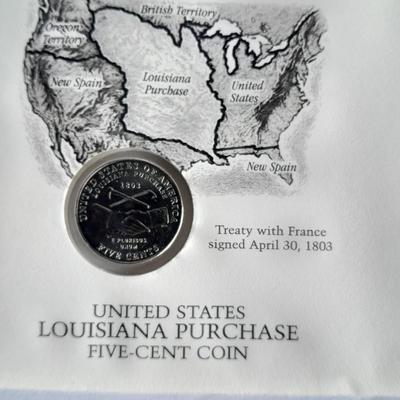 British Territory
Oregon
Territory
New Spain
Louisiana
Purchase
United
States
New Spain
UNITED STATES OF AMERICA
LOUISIANA PURCHASE
1803
E PLURIBUS
UNUM
FIVE CENTS
Treaty with France
signed April 30, 1803
UNITED STATES
LOUISIANA PURCHASE
FIVE-CENT COIN